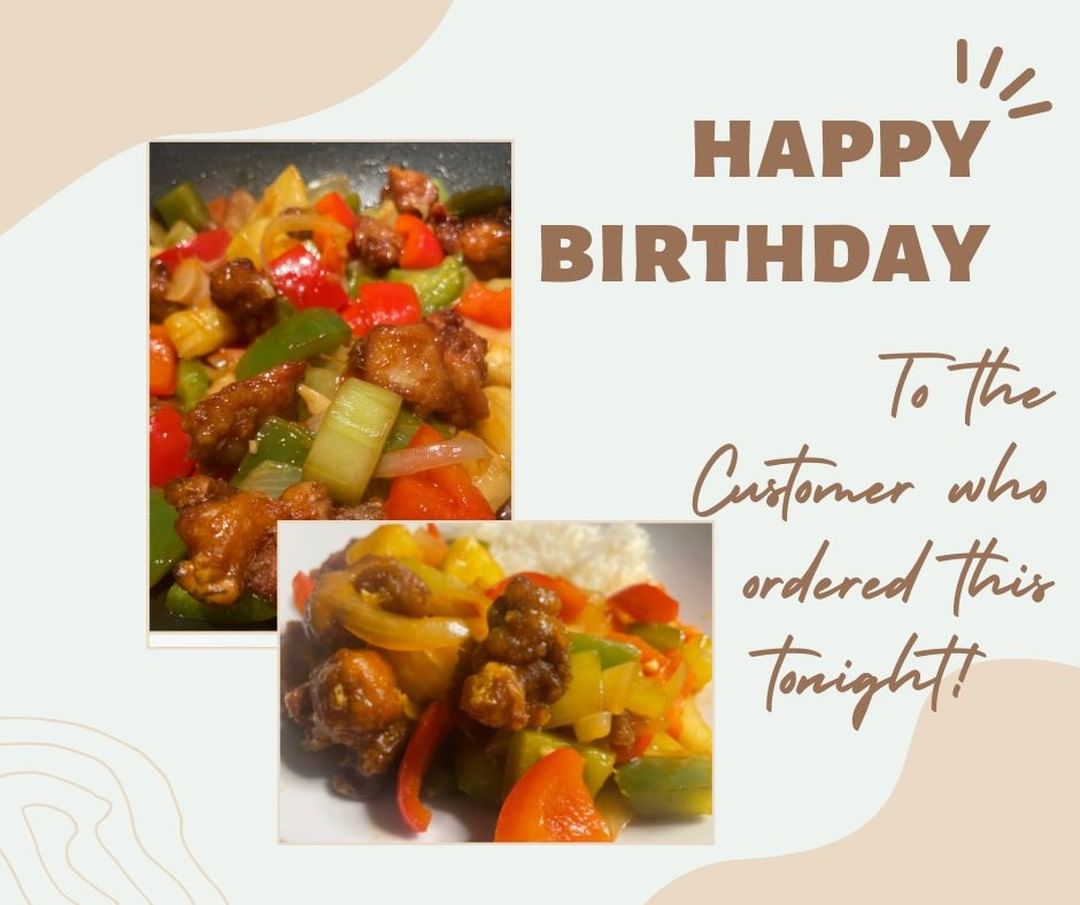 HAPPY
BIRTHDAY
To the
Customer who
ordered this
tonight!